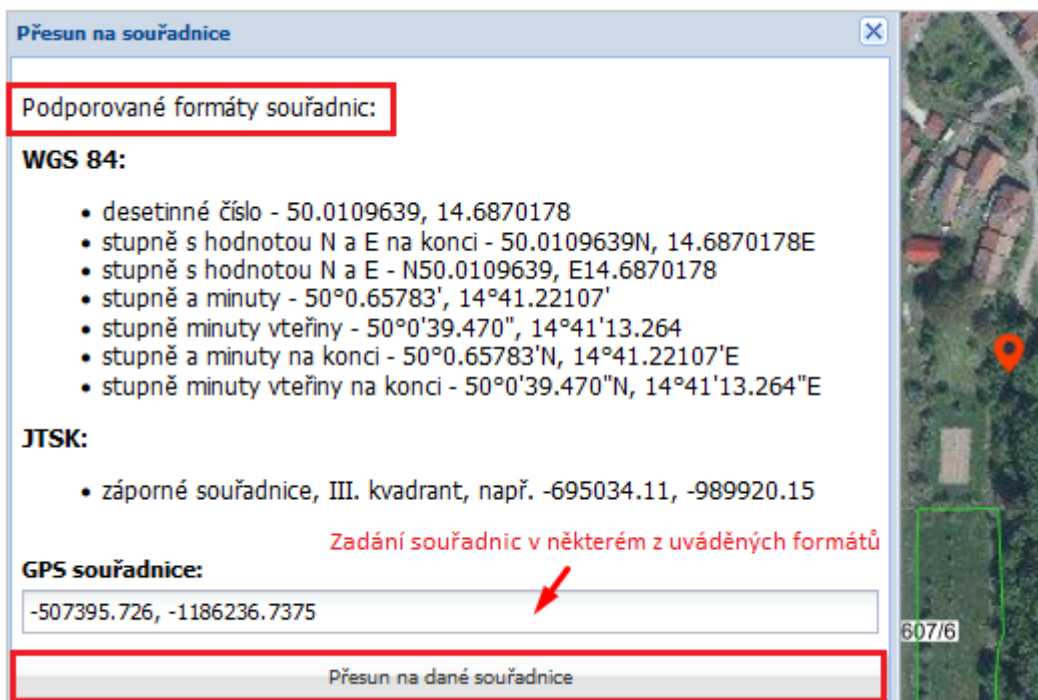 Přesun na souřadnice
Podporované formáty souřadnic:
WGS 84:
• desetinné číslo - 50.0109639, 14.6870178
• stupně s hodnotou N a E na konci - 50.0109639N, 14.6870178E
• stupně s hodnotou N a E - N50.0109639, E14.6870178
• stupně a minuty - 50°0.65783', 14°41.22107'
• stupně minuty vteřiny - 50°0'39.470", 14°41'13.264
• stupně a minuty na konci - 50°0.65783'N, 14°41.22107'E
• stupně minuty vteřiny na konci - 50°0'39.470"N, 14°41'13.264"E
JTSK:
• záporné souřadnice, III. kvadrant, např. -695034.11, -989920.15
Zadání souřadnic v některém z uváděných formátů
GPS souřadnice:
-507395.726, -1186236.7375
607/6
Přesun na dané souřadnice